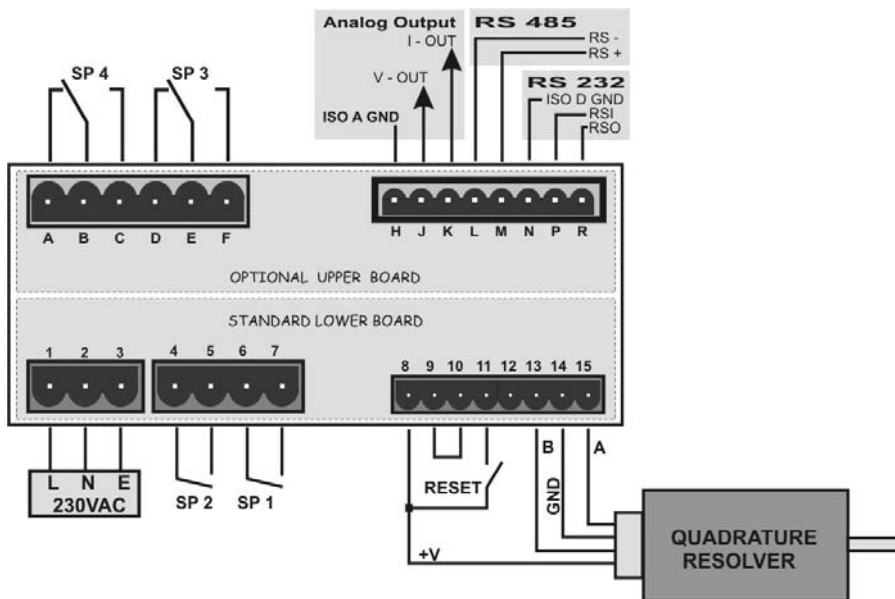 Analog Output RS 485
I - OUT
RS -
RS +
SP 4
SP 3
V - OUT
RS 232
ISO D GND
ISO A GND
RSI
RSO
A B C D E F
H J K L M N P R
OPTIONAL UPPER BOARD
STANDARD LOWER BOARD
1 2 3 4 5 6 7
8 9 10 11 12 13 14 15
L N E
230VAC
SP 2 SP 1
RESET
B
GND
A
+V
QUADRATURE
RESOLVER